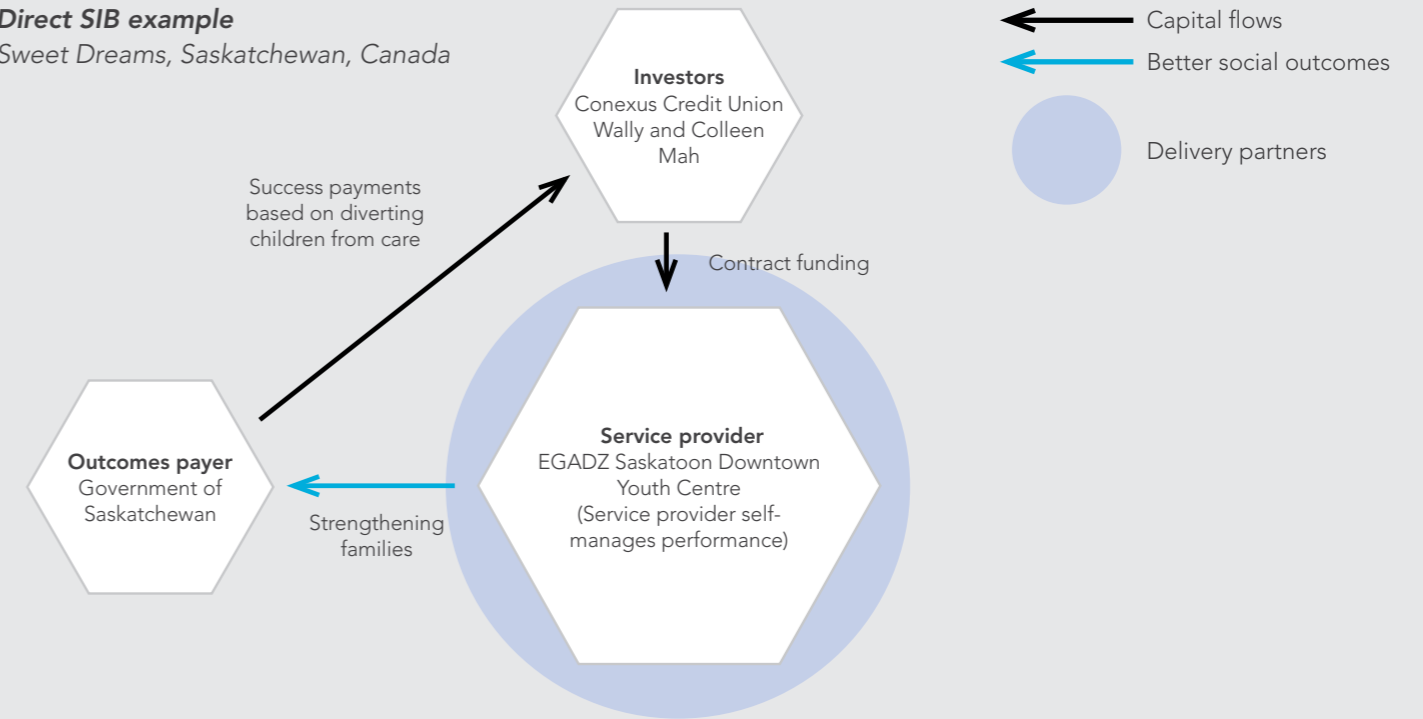 Direct SIB example
Sweet Dreams, Saskatchewan, Canada
Capital flows
Better social outcomes
Delivery partners
Investors
Conexus Credit Union
Wally and Colleen
Mah
Success payments
based on diverting
children from care
Contract funding
Service provider
EGADZ Saskatoon Downtown
Youth Centre
(Service provider self-
manages performance)
Outcomes payer
Government of
Saskatchewan
Strengthening
families